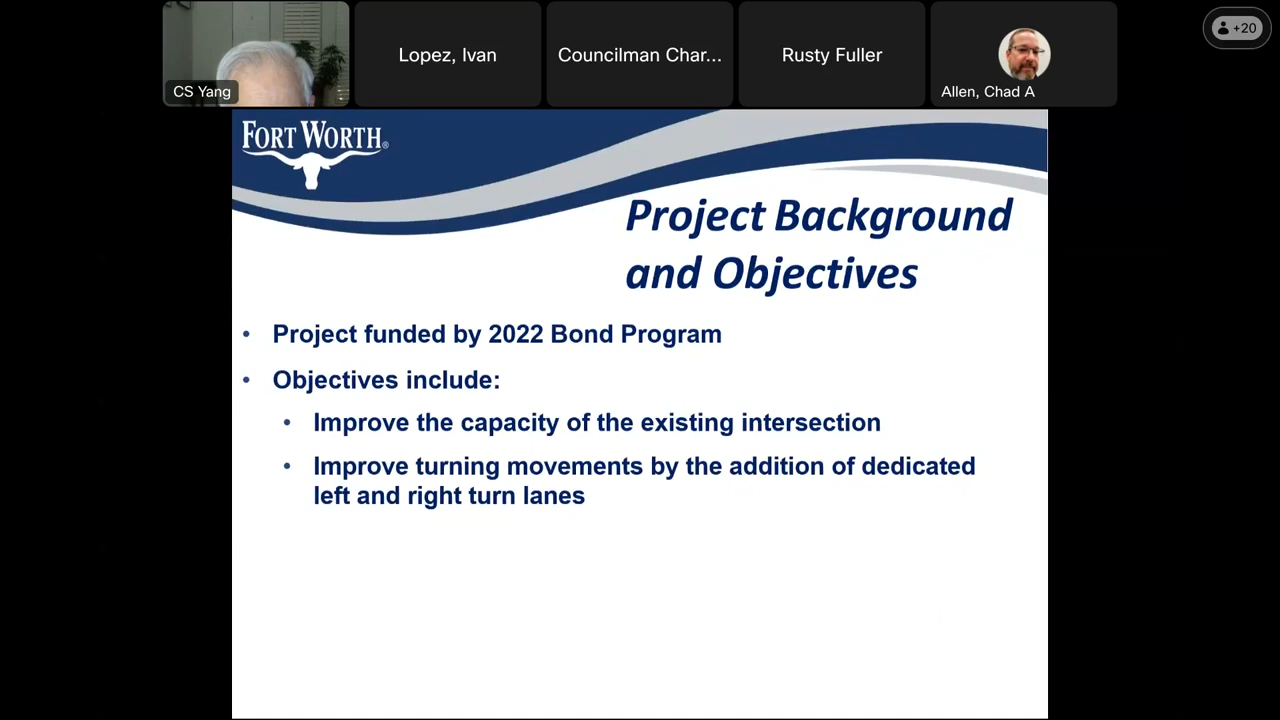 CS Yang
Lopez, Ivan
Councilman Char...
Rusty Fuller
Allen, Chad A
+20
FORT WORTH®
Project Background
and Objectives
• Project funded by 2022 Bond Program
• Objectives include:
• Improve the capacity of the existing intersection
• Improve turning movements by the addition of dedicated
left and right turn lanes